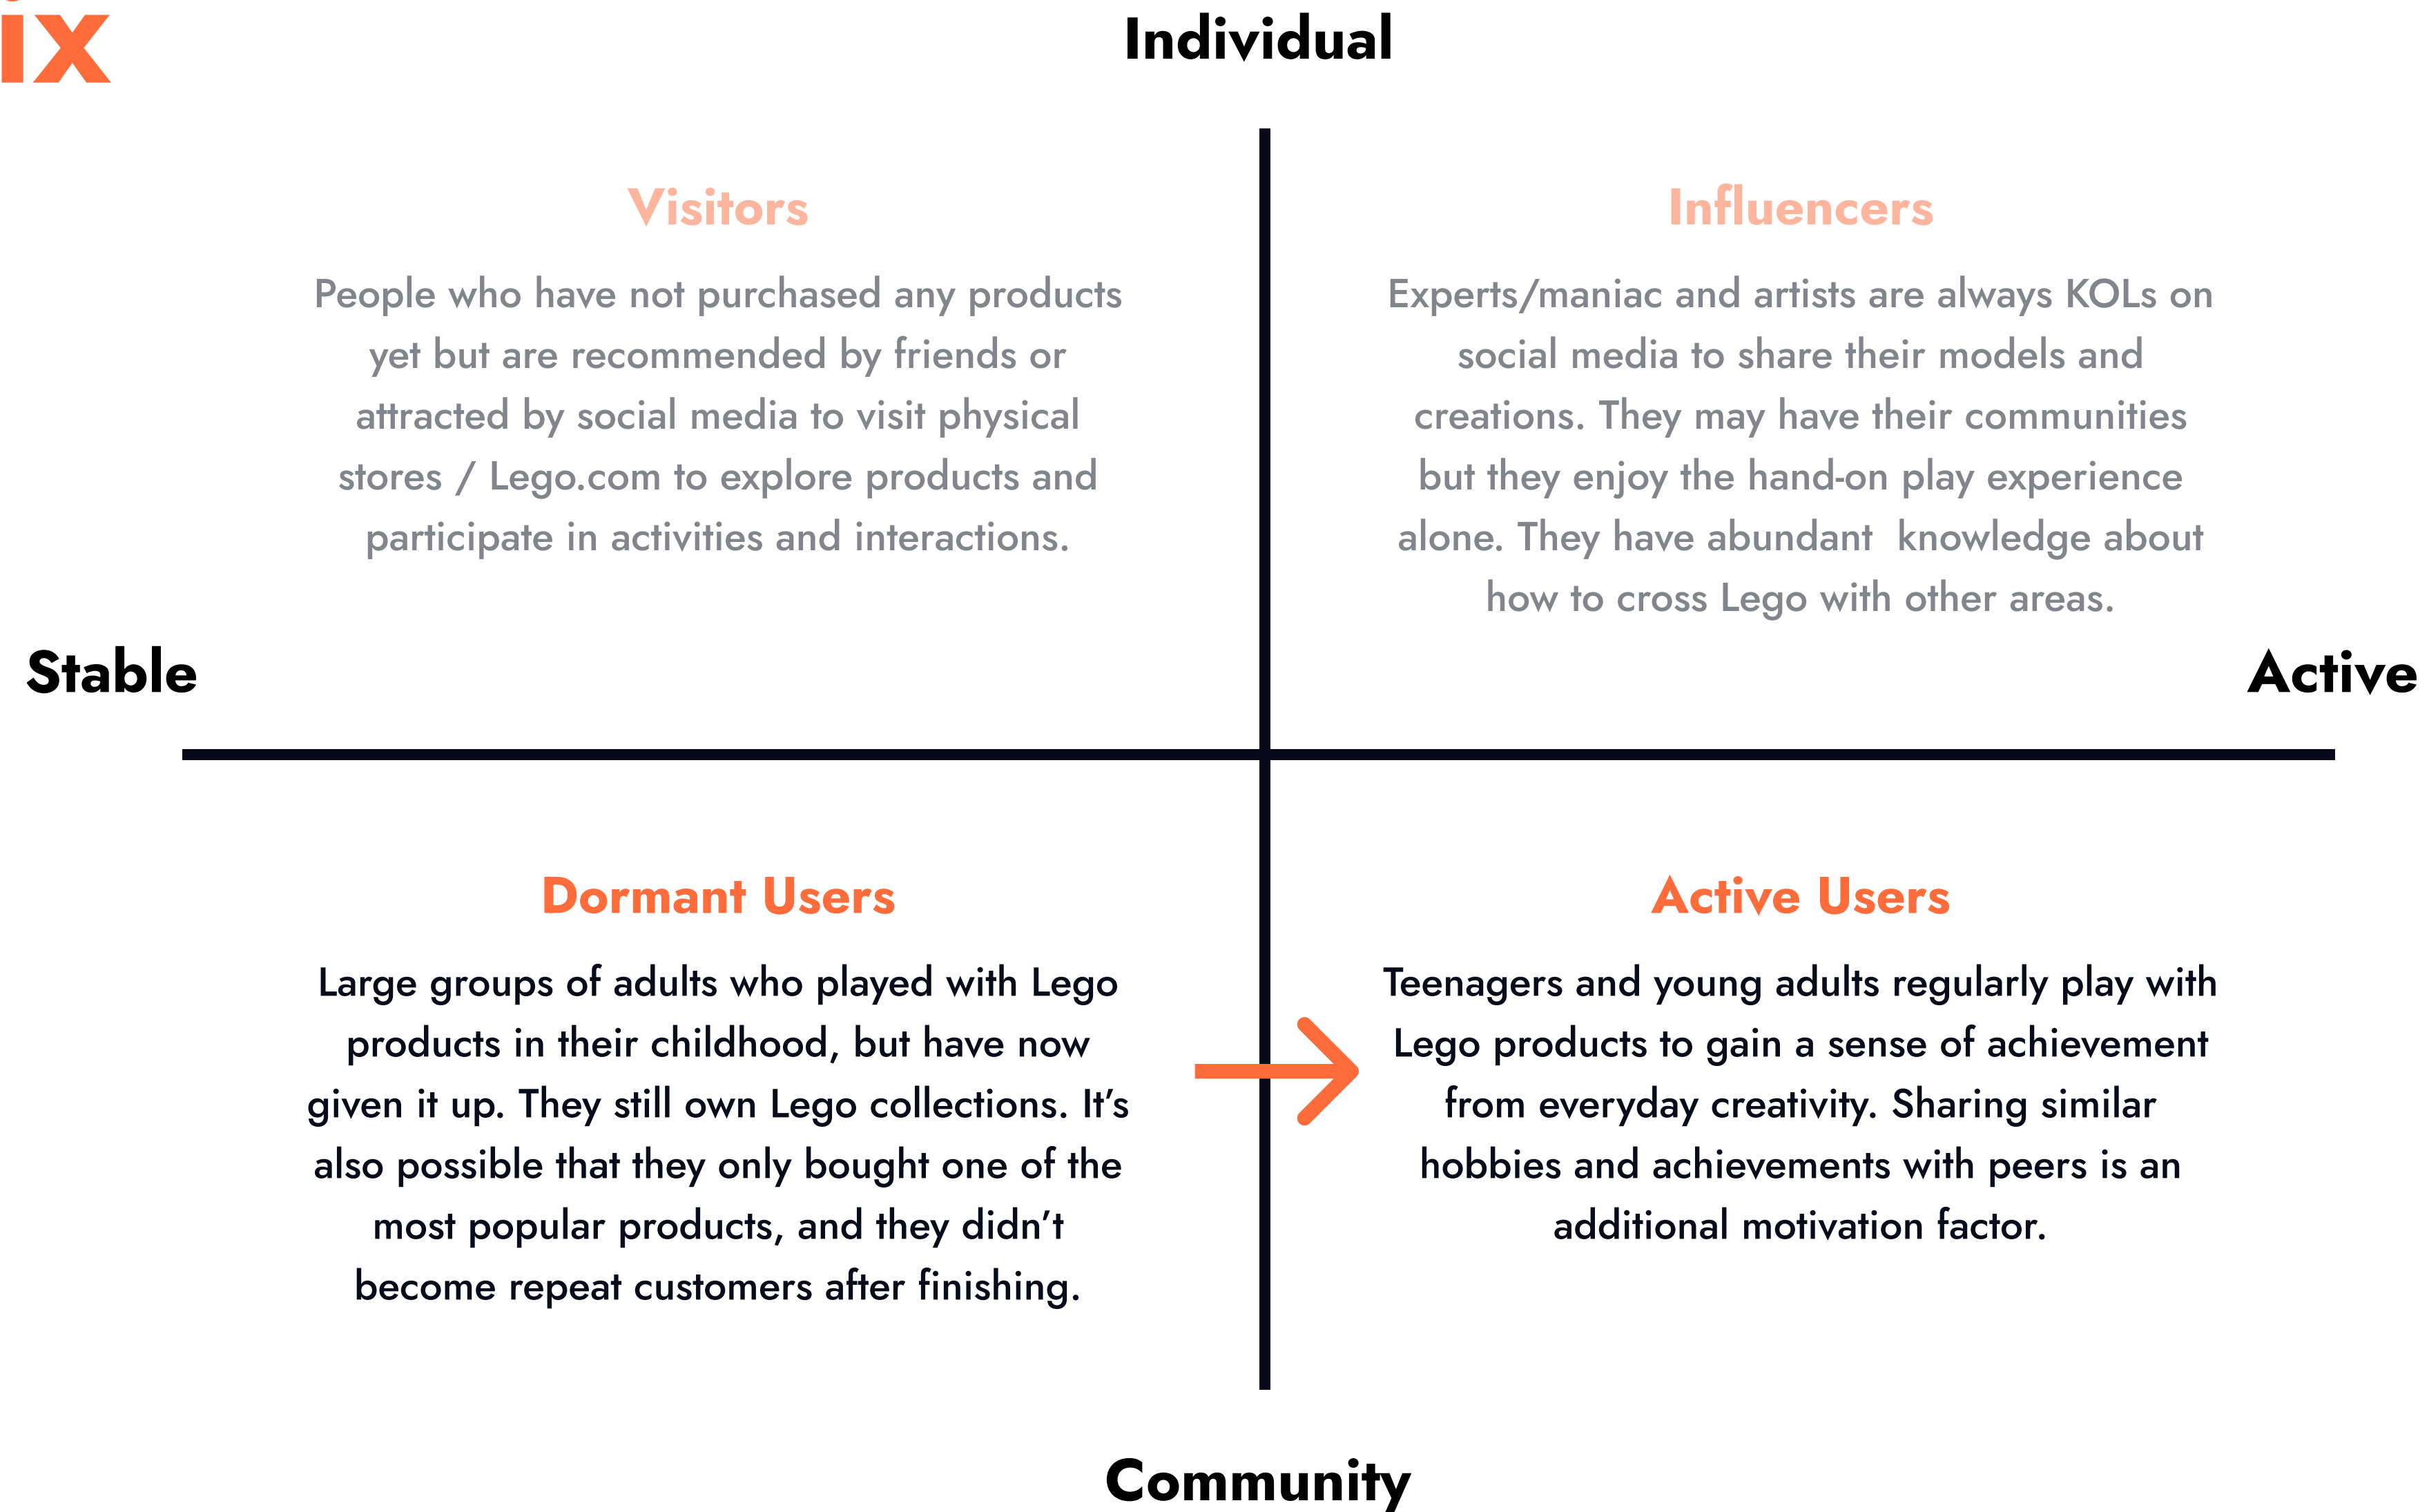 ix
Individual
Visitors
People who have not purchased any products
yet but are recommended by friends or
attracted by social media to visit physical
stores / Lego.com to explore products and
participate in activities and interactions.
Influencers
Experts/maniac and artists are always KOLs on
social media to share their models and
creations. They may have their communities
but they enjoy the hand-on play experience
alone. They have abundant  knowledge about
how to cross Lego with other areas.
Stable
Active
Dormant Users
Large groups of adults who played with Lego
products in their childhood, but have now
given it up. They still own Lego collections. It’s
also possible that they only bought one of the
most popular products, and they didn’t
become repeat customers after finishing.
Active Users
Teenagers and young adults regularly play with
Lego products to gain a sense of achievement
from everyday creativity. Sharing similar
hobbies and achievements with peers is an
additional motivation factor.
Community